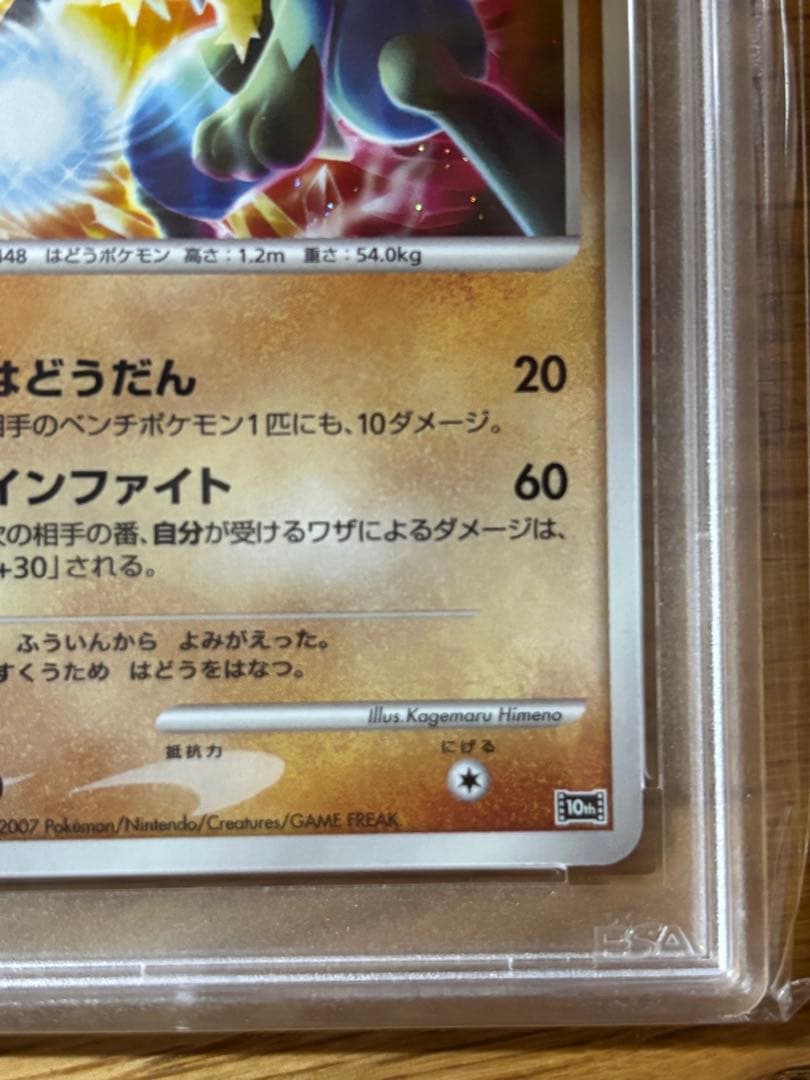 448 はどうポケモン 高さ：1.2m 重さ：54.0kg
はどうだん 20
相手のベンチポケモン1匹にも、10ダメージ。
インファイト 60
次の相手の番、自分が受けるワザによるダメージは、
+30」される。
ふういんから よみがえった。
すくうため はどうをはなつ。
Illus.Kagemaru Himeno
抵抗力 にげる
10th
2007 Pokémon/Nintendo/Creatures/GAME FREAK.
PSA